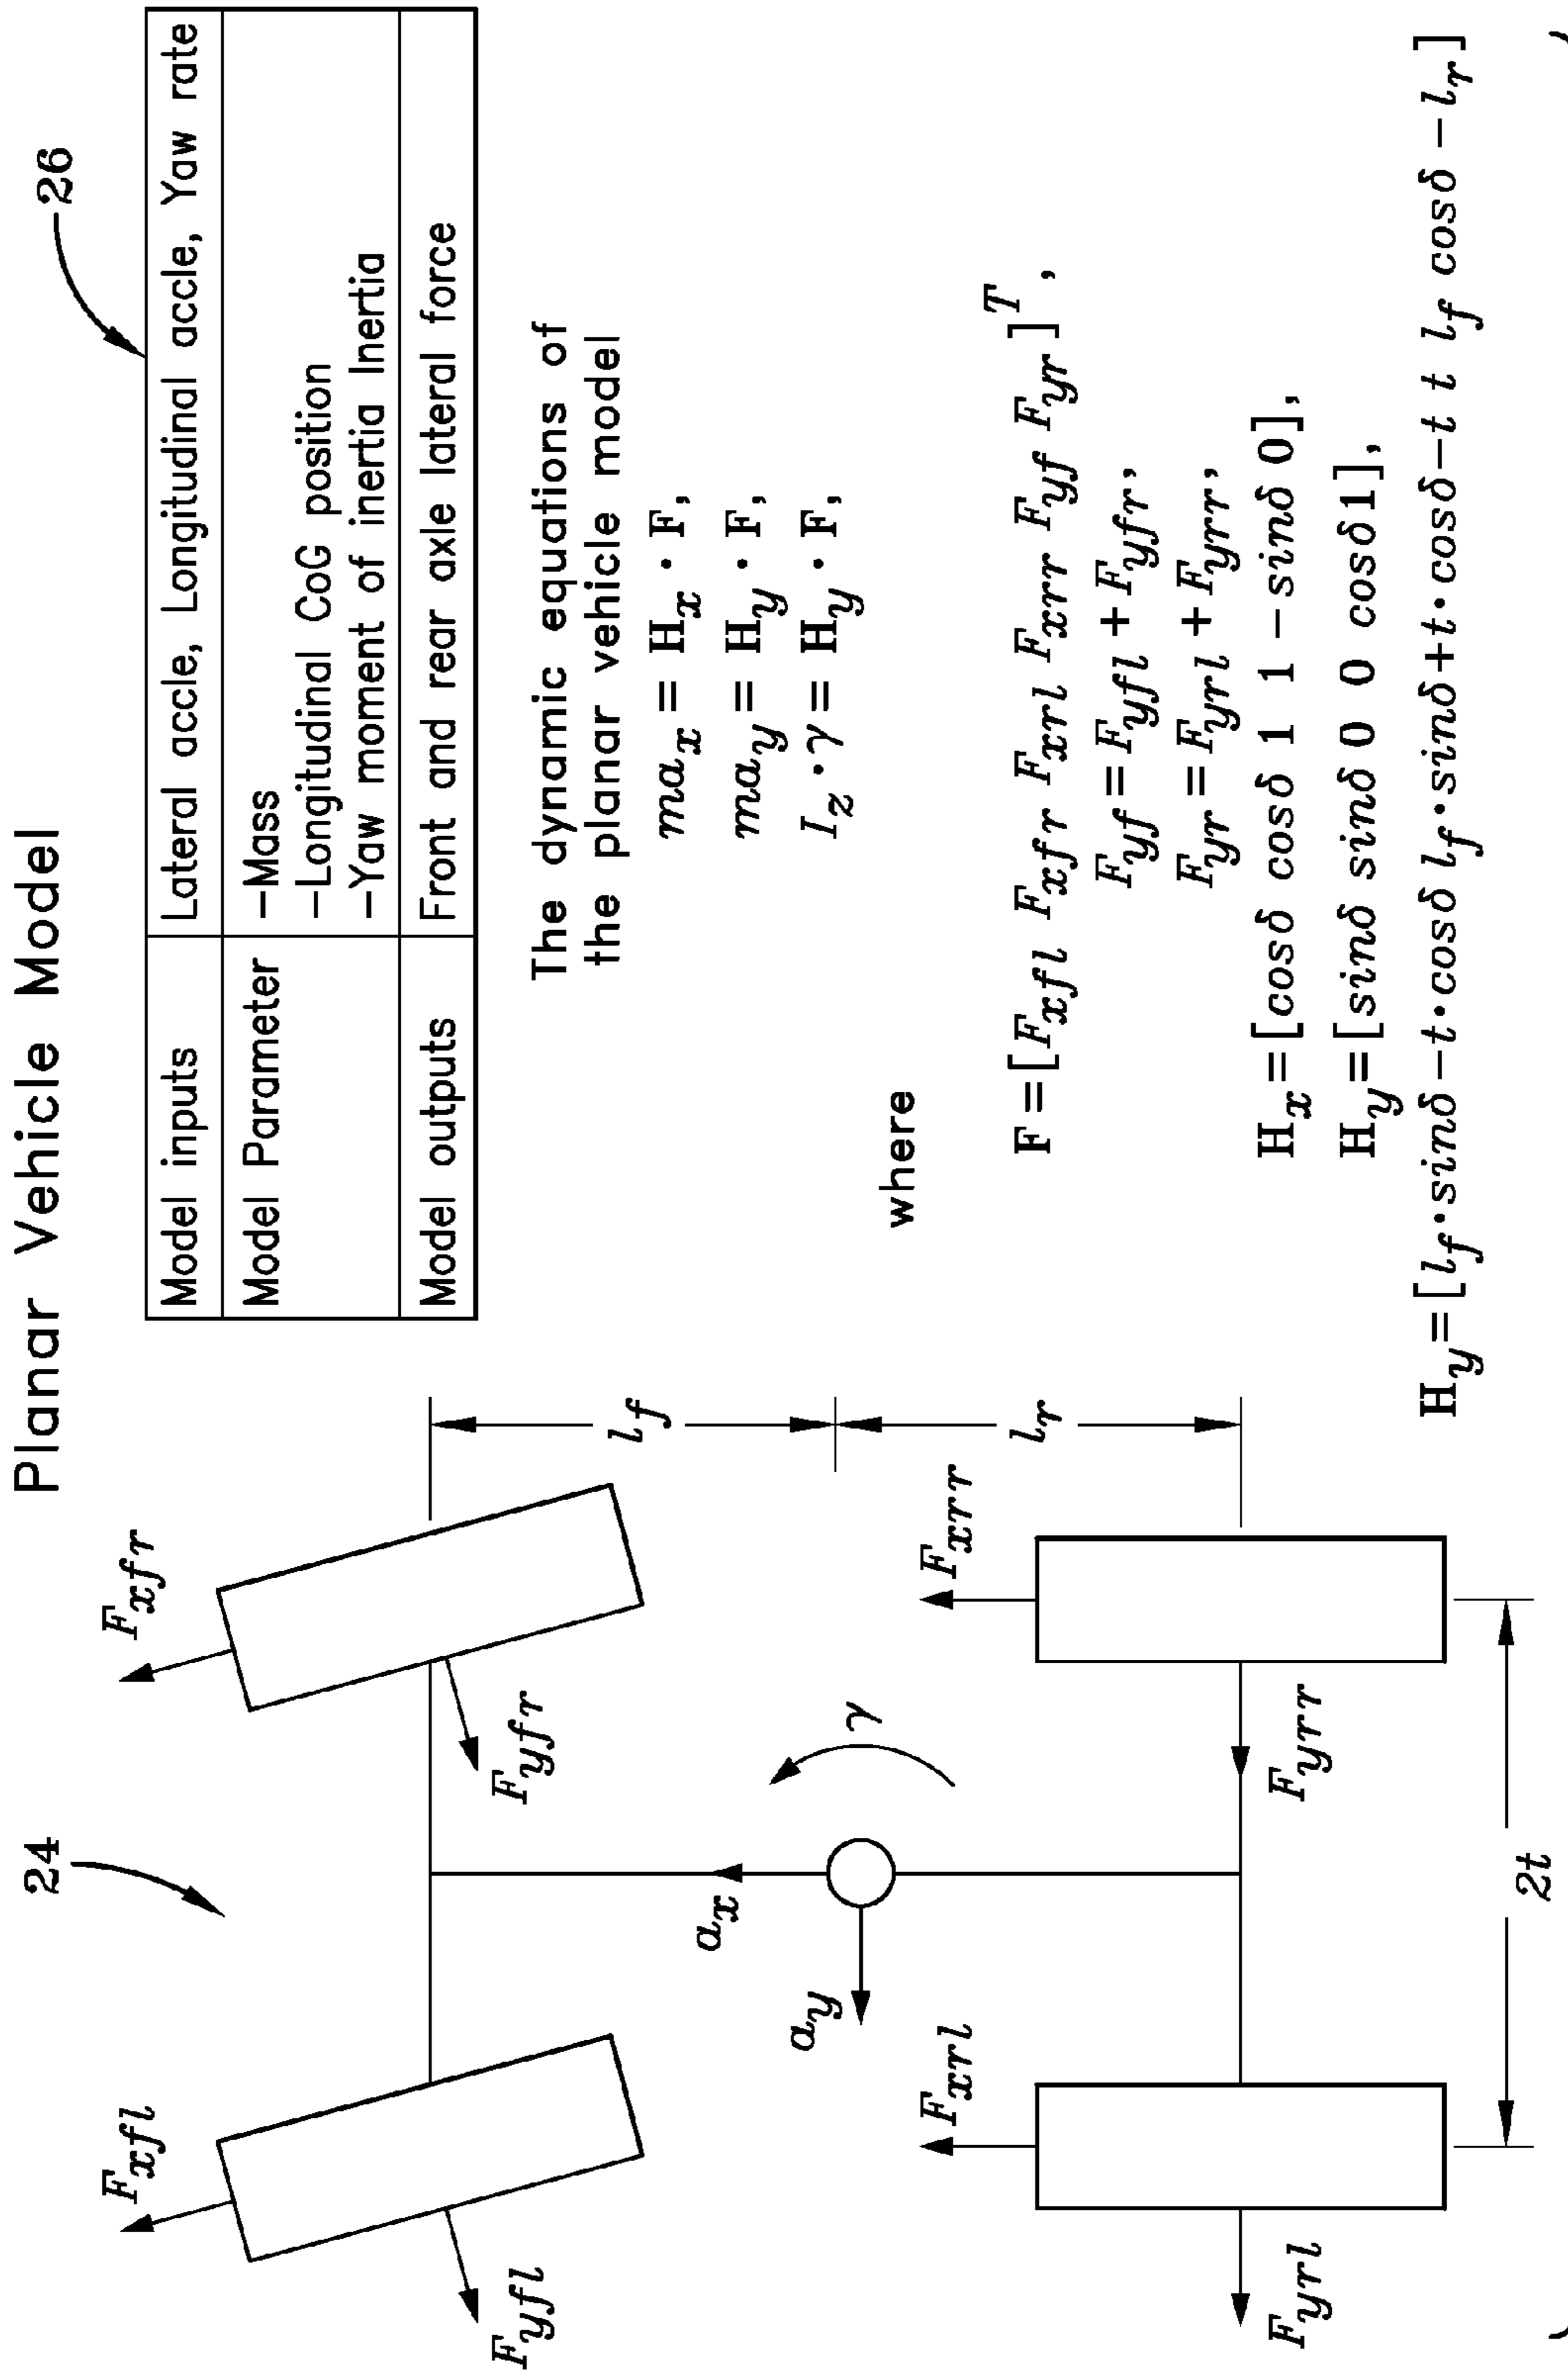 Planar Vehicle Model
24
F_xfl
F_xfr
F_yfl
F_yfr
a_x
a_y
γ
l_f
l_r
F_xrl
F_xrr
F_yrl
F_yrr
2t
26
Model inputs Lateral accle, Longitudinal accle, Yaw rate
Model Parameter -Mass
-Longitudinal CoG position
-Yaw moment of inertia Inertia
Model outputs Front and rear axle lateral force
The dynamic equations of
the planar vehicle model
ma_x = H_x · F,
ma_y = H_y · F,
I_z · γ = H_y · F,
where
F = [F_xfl F_xfr F_xrl F_xrr F_yf F_yr]^T,
F_yf = F_yfl + F_yfr,
F_yr = F_yrl + F_yrr,
H_x = [cosδ cosδ 1 1 -sinδ 0],
H_y = [sinδ sinδ 0 0 cosδ1],
H_y = [l_f·sinδ-t·cosδ l_f·sinδ+t·cosδ-t t l_f cosδ -l_r]